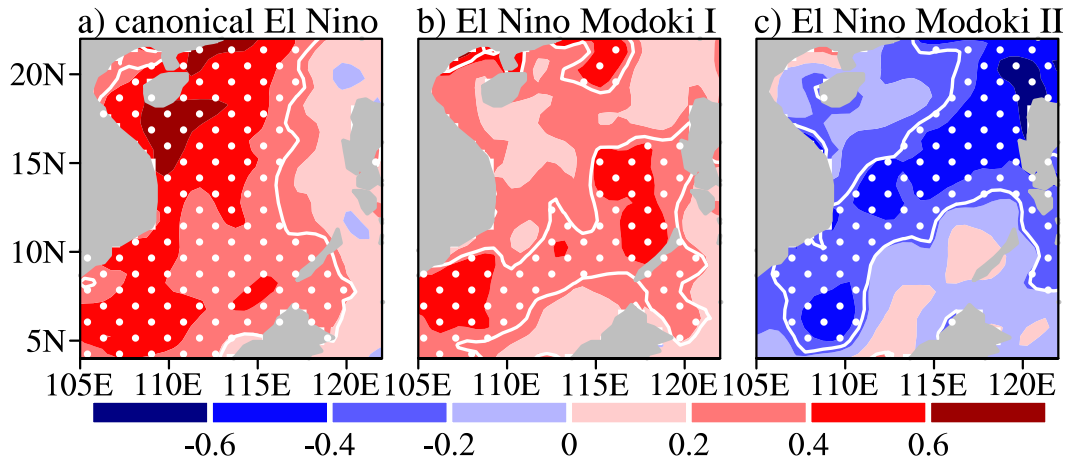 a) canonical El Nino b) El Nino Modoki I c) El Nino Modoki II
20N
15N
10N
5N
105E 110E 115E 120E 105E 110E 115E 120E 105E 110E 115E 120E
-0.6 -0.4 -0.2 0 0.2 0.4 0.6